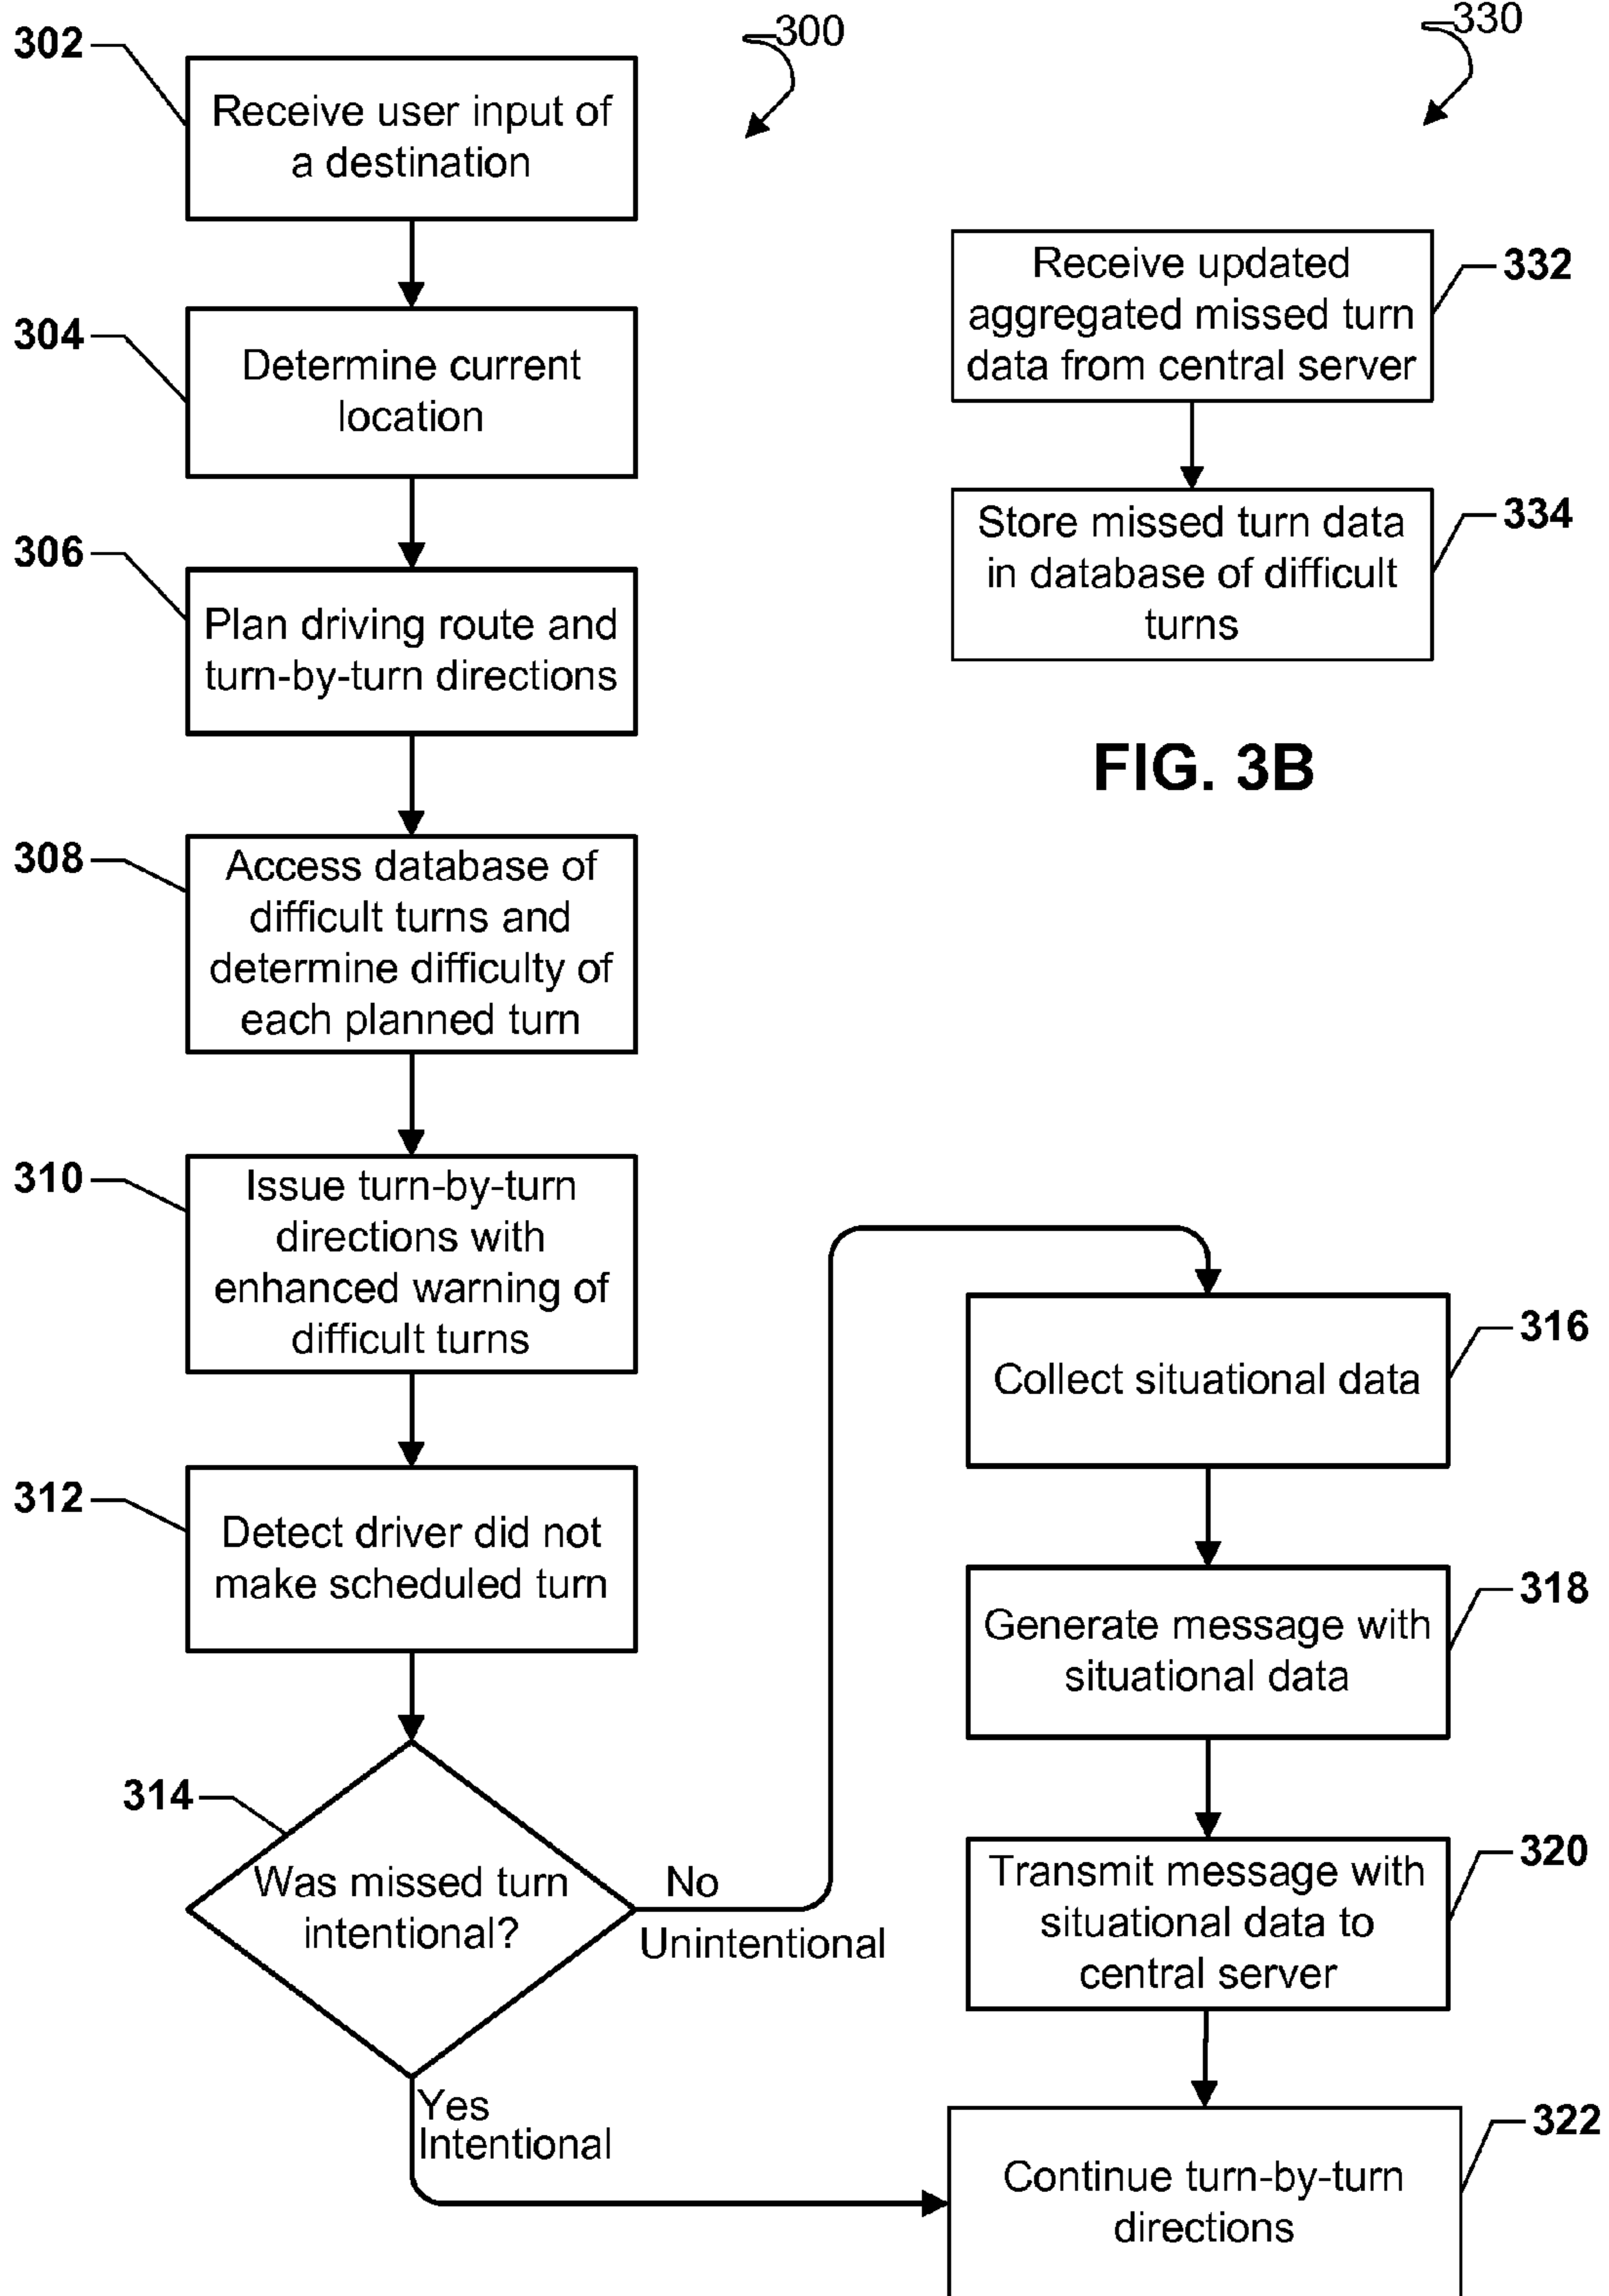 300
302
Receive user input of
a destination
304
Determine current
location
306
Plan driving route and
turn-by-turn directions
308
Access database of
difficult turns and
determine difficulty of
each planned turn
310
Issue turn-by-turn
directions with
enhanced warning of
difficult turns
312
Detect driver did not
make scheduled turn
314
Was missed turn
intentional?
No
Unintentional
Yes
Intentional
316
Collect situational data
318
Generate message with
situational data
320
Transmit message with
situational data to
central server
322
Continue turn-by-turn
directions
330
332
Receive updated
aggregated missed turn
data from central server
334
Store missed turn data
in database of difficult
turns
FIG. 3B